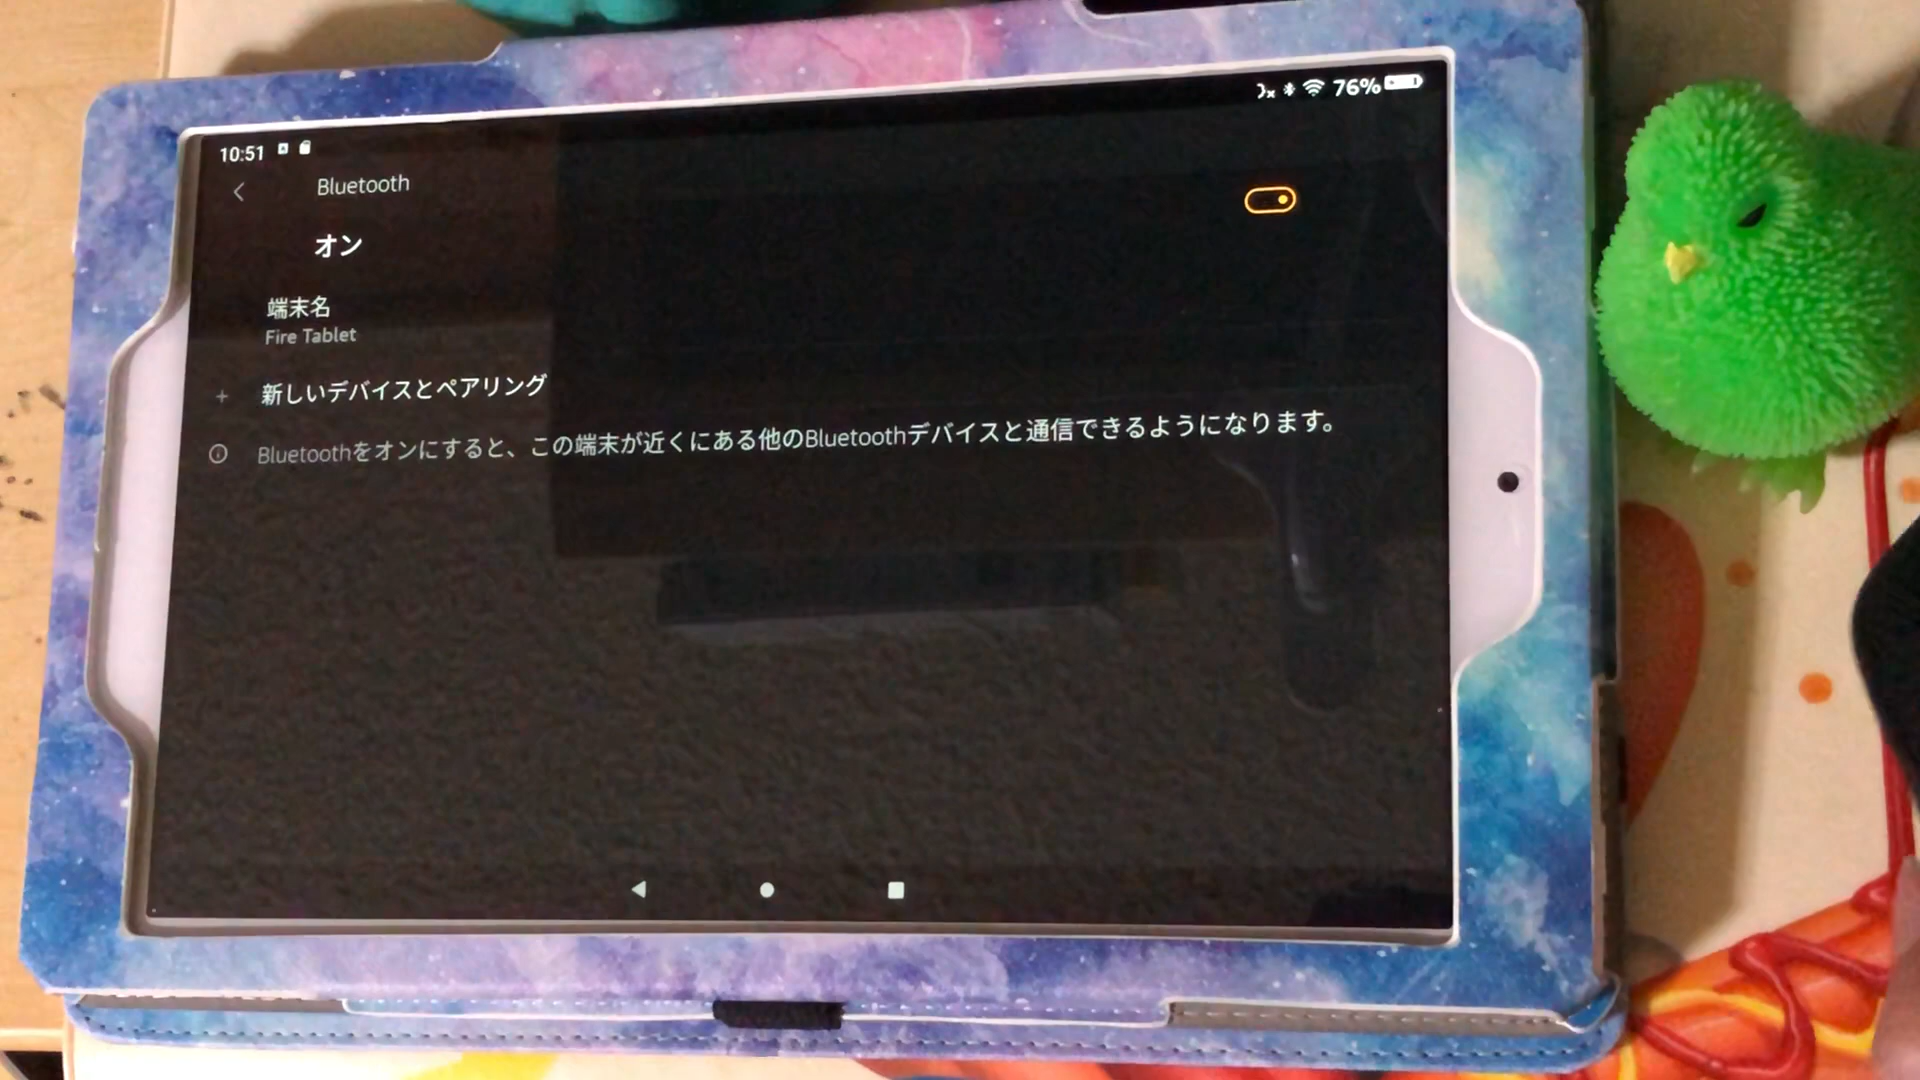 10:51
76%
Bluetooth
オン
端末名
Fire Tablet
新しいデバイスとペアリング
Bluetoothをオンにすると、この端末が近くにある他のBluetoothデバイスと通信できるようになります。